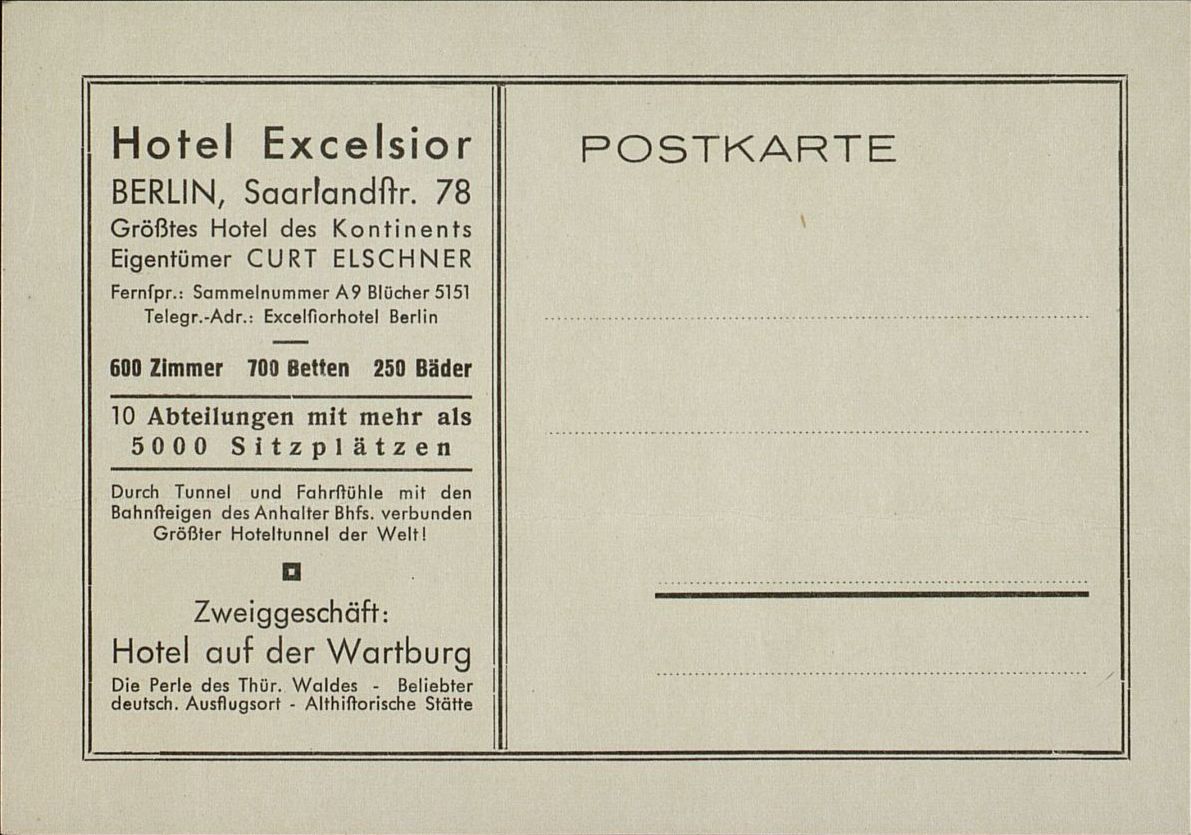 Hotel Excelsior
BERLIN, Saarlandſtr. 78
Größtes Hotel des Kontinents
Eigentümer CURT ELSCHNER
Fernſpr.: Sammelnummer A9 Blücher 5151
Telegr.-Adr.: Excelſiorhotel Berlin
600 Zimmer 700 Betten 250 Bäder
10 Abteilungen mit mehr als
5000 Sitzplätzen
Durch Tunnel und Fahrſtühle mit den
Bahnſteigen des Anhalter Bhfs. verbunden
Größter Hoteltunnel der Welt!
Zweiggeschäft:
Hotel auf der Wartburg
Die Perle des Thür. Waldes - Beliebter
deutsch. Ausflugsort - Althiſtorische Stätte
POSTKARTE